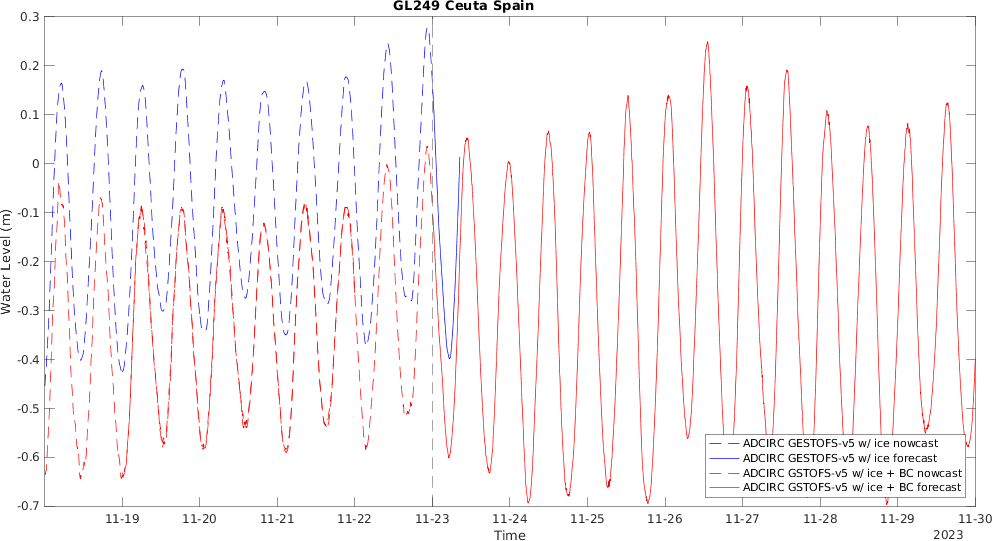 GL249 Ceuta Spain
0.3
0.2
0.1
0
-0.1
-0.2
-0.3
-0.4
-0.5
-0.6
-0.7
Water Level (m)
ADCIRC GESTOFS-v5 w/ ice nowcast
ADCIRC GESTOFS-v5 w/ ice forecast
ADCIRC GSTOFS-v5 w/ ice + BC nowcast
ADCIRC GSTOFS-v5 w/ ice + BC forecast
11-19 11-20 11-21 11-22 11-23 11-24 11-25 11-26 11-27 11-28 11-29 11-30
Time
2023